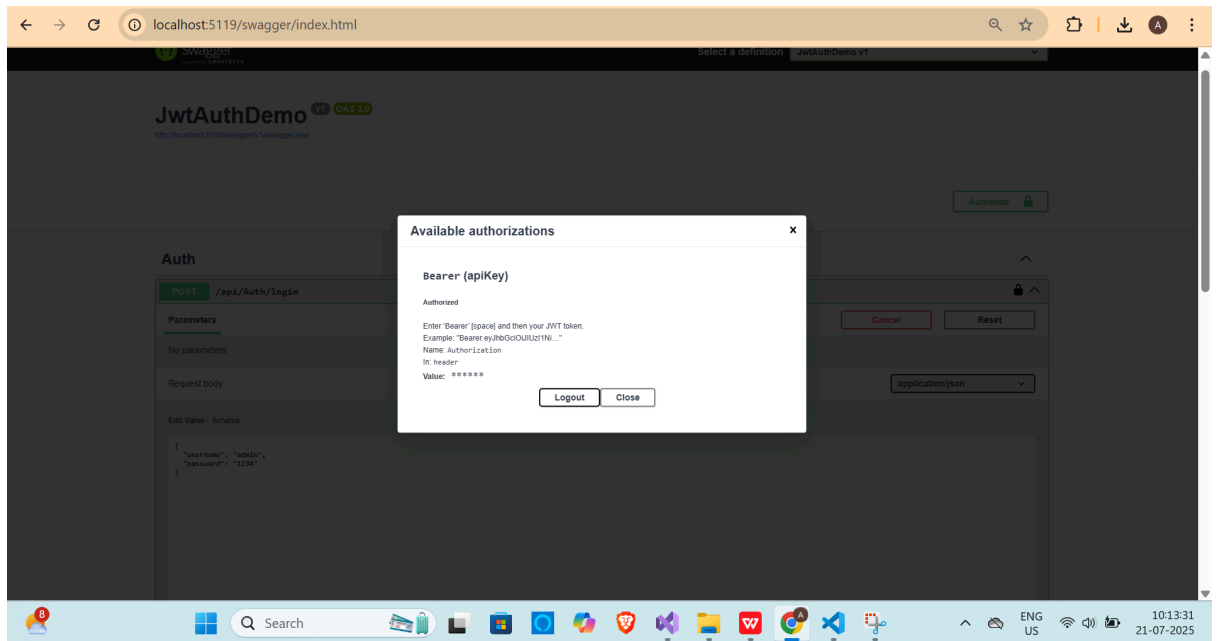 localhost:5119/swagger/index.html
A
Swagger
Supported by SMARTBEAR
Select a definition
JwtAuthDemo v1
JwtAuthDemo v1 OAS 3.0
http://localhost:5119/swagger/v1/swagger.json
Authorize
Available authorizations
x
Bearer (apiKey)
Authorized
Enter 'Bearer' [space] and then your JWT token.
Example: "Bearer eyJhbGciOiJIUzI1Ni..."
Name: Authorization
In: header
Value: ******
Logout
Close
Auth
POST /api/Auth/login
Parameters
Cancel
Reset
No parameters
Request body
application/json
Edit Value Schema
{
"username": "admin",
"password": "1234"
}
8
Search
W
A
ENG
US
10:13:31
21-07-2025